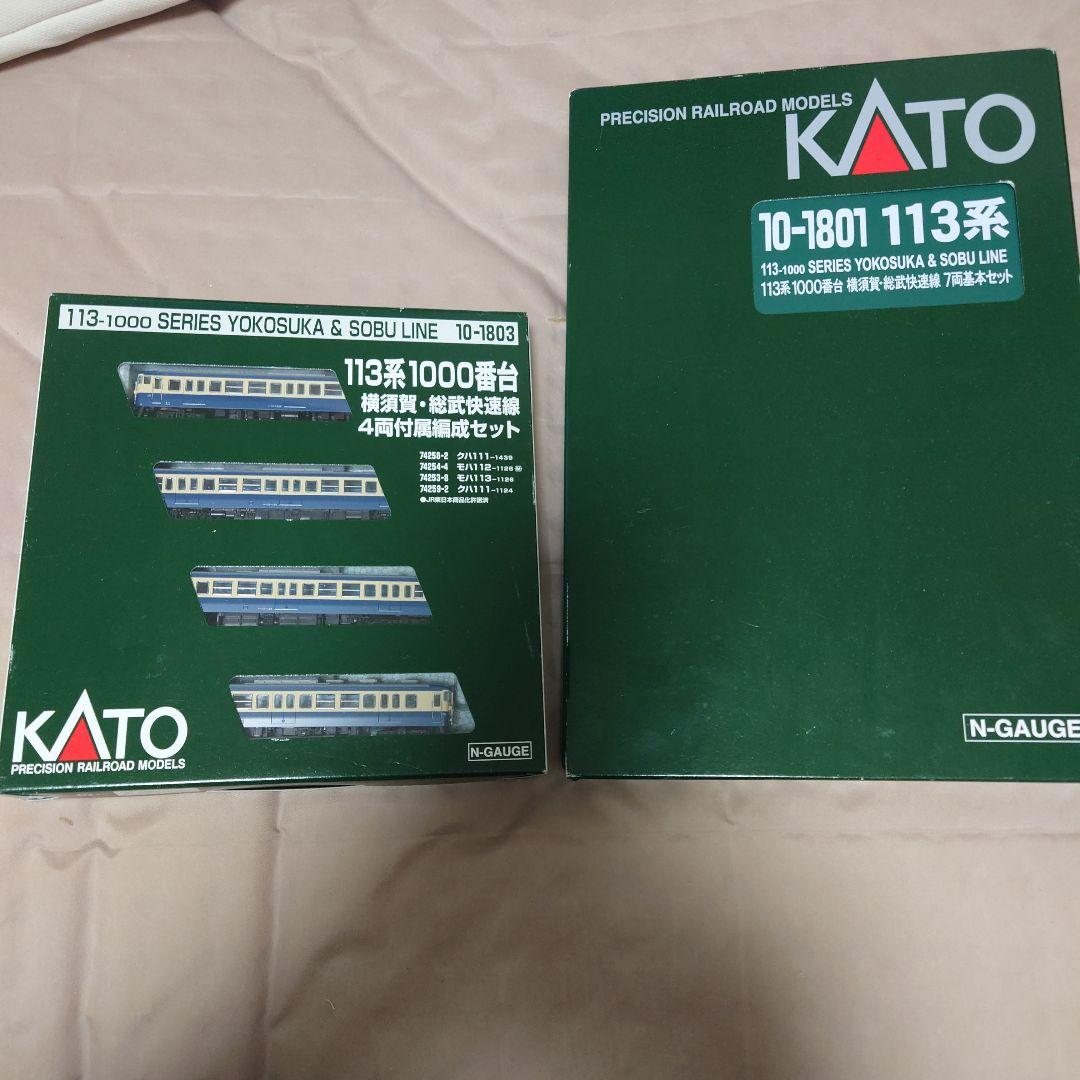 113-1000 SERIES YOKOSUKA & SOBU LINE 10-1803
113系1000番台
横須賀・総武快速線
4両付属編成セット
74258-2 クハ111-1439
74254-4 モハ112-1126 M
74253-8 モハ113-1126
74259-2 クハ111-1124
●JR東日本商品化許諾済
KATO
PRECISION RAILROAD MODELS
N-GAUGE
PRECISION RAILROAD MODELS
KATO
10-1801 113系
113-1000 SERIES YOKOSUKA & SOBU LINE
113系1000番台 横須賀・総武快速線 7両基本セット
N-GAUGE